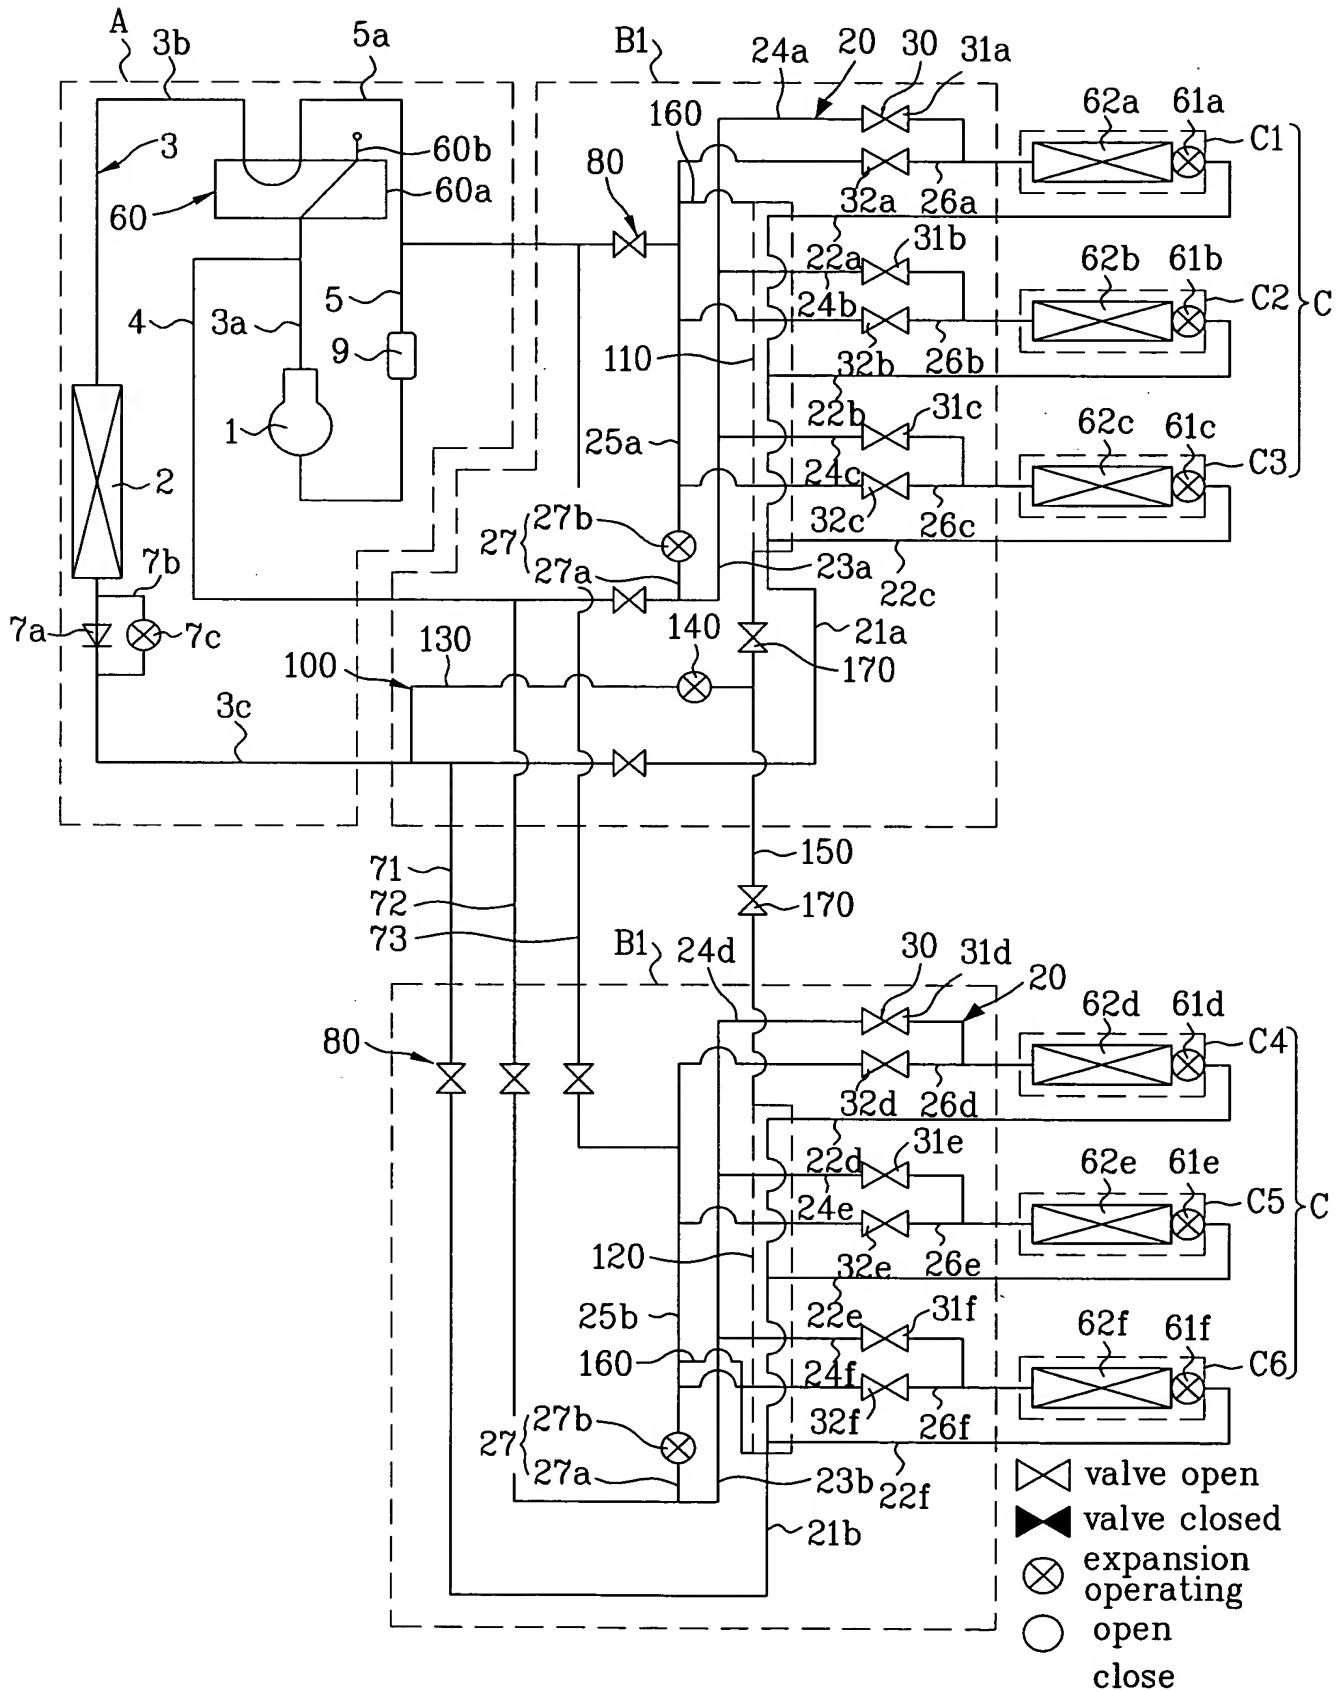 A
3b
5a
B1
24a
20
30
31a
62a
61a
C1
C
160
3
60b
60a
60
80
32a
26a
22a
31b
62b
61b
C2
24b
5
4
3a
9
110
32b
26b
22b
31c
62c
61c
C3
1
25a
24c
32c
26c
2
27
27b
27a
23a
22c
7b
7a
7c
140
21a
130
170
100
3c
71
150
72
170
73
B1
24d
30
31d
20
62d
61d
C4
C
80
32d
26d
22d
31e
62e
61e
C5
24e
120
32e
26e
25b
22e
31f
62f
61f
C6
160
24f
32f
26f
27
27b
27a
23b
22f
21b
valve open
valve closed
expansion
operating
open
close